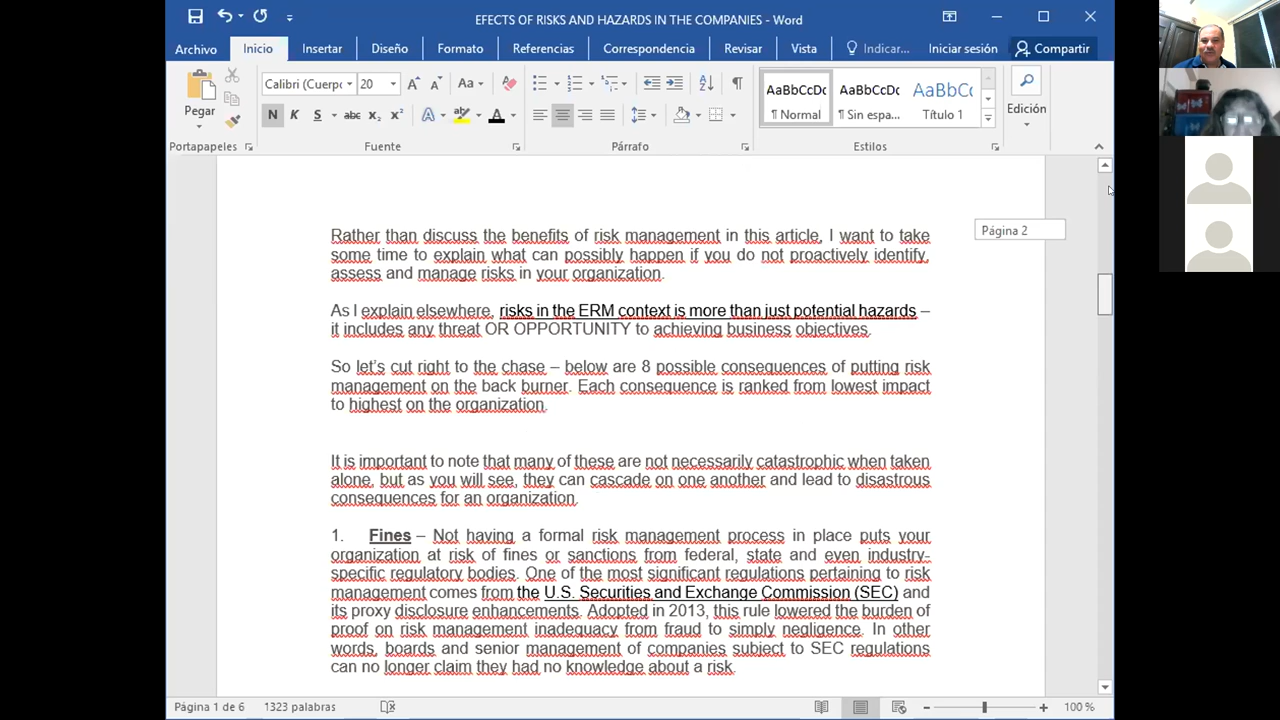 EFECTS OF RISKS AND HAZARDS IN THE COMPANIES - Word
Archivo Inicio Insertar Diseño Formato Referencias Correspondencia Revisar Vista Indicar... Iniciar sesión Compartir
Pegar
Calibri (Cuerpo 20
N K S abc x₂ x²
AaBbCcDc AaBbCcDc AaBbCc
¶ Normal ¶ Sin espa... Título 1
Edición
Portapapeles Fuente Párrafo Estilos
Página 2
Rather than discuss the benefits of risk management in this article, I want to take
some time to explain what can possibly happen if you do not proactively identify,
assess and manage risks in your organization.
As I explain elsewhere, risks in the ERM context is more than just potential hazards –
it includes any threat OR OPPORTUNITY to achieving business objectives.
So let's cut right to the chase – below are 8 possible consequences of putting risk
management on the back burner. Each consequence is ranked from lowest impact
to highest on the organization.
It is important to note that many of these are not necessarily catastrophic when taken
alone, but as you will see, they can cascade on one another and lead to disastrous
consequences for an organization.
1. Fines – Not having a formal risk management process in place puts your
organization at risk of fines or sanctions from federal, state and even industry-
specific regulatory bodies. One of the most significant regulations pertaining to risk
management comes from the U.S. Securities and Exchange Commission (SEC) and
its proxy disclosure enhancements. Adopted in 2013, this rule lowered the burden of
proof on risk management inadequacy from fraud to simply negligence. In other
words, boards and senior management of companies subject to SEC regulations
can no longer claim they had no knowledge about a risk.
Página 1 de 6 1323 palabras 100 %